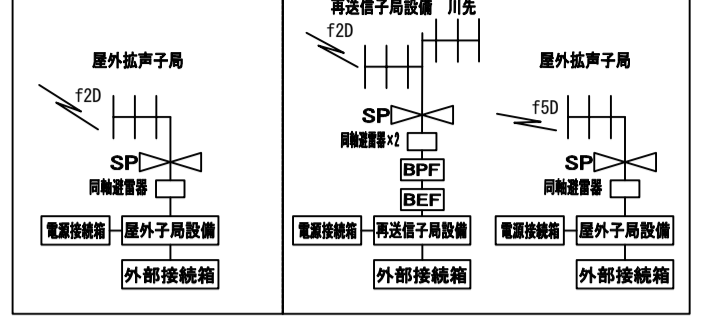 屋外拡声子局
f2D
SP
同軸避雷器
電源接続箱
屋外子局設備
外部接続箱
再送信子局設備 川先
f2D
SP
同軸避雷器×2
BPF
BEF
電源接続箱
再送信子局設備
外部接続箱
屋外拡声子局
f5D
SP
同軸避雷器
電源接続箱
屋外子局設備
外部接続箱